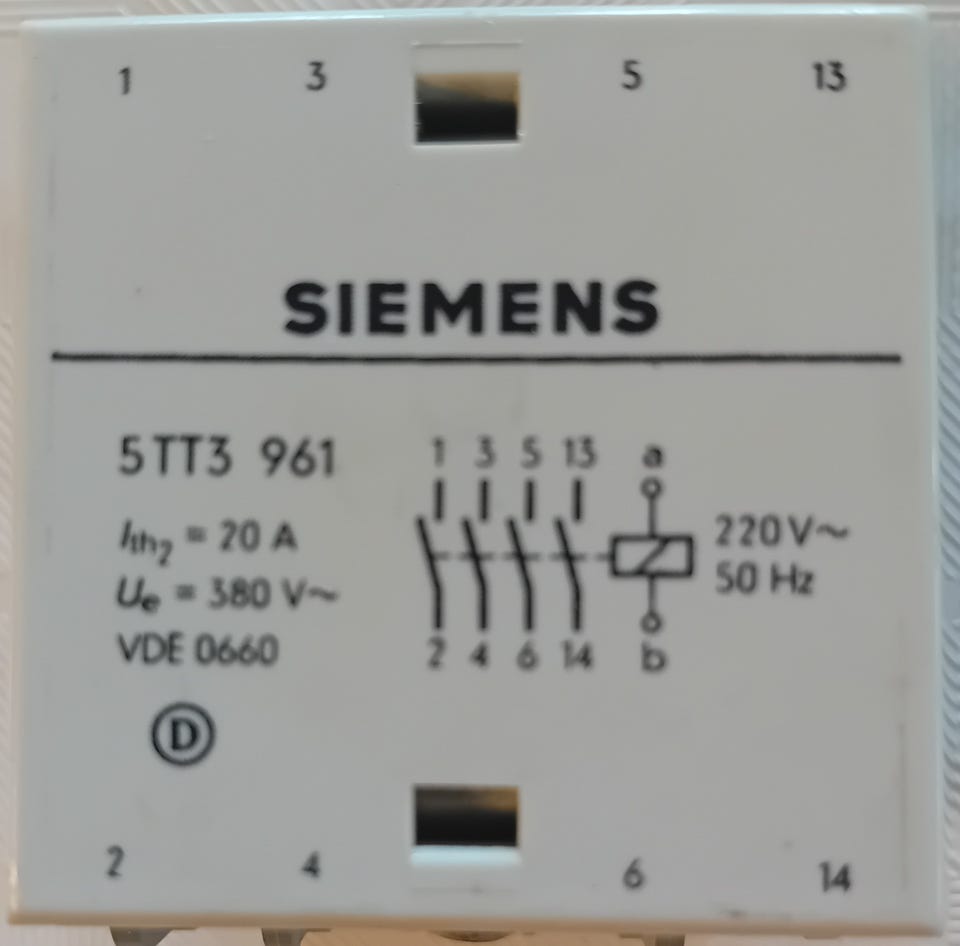 1 3 5 13
SIEMENS
5TT3 961
Ith2 = 20 A
Ue = 380 V~
VDE 0660
D
1 3 5 13 a
220 V~
50 Hz
2 4 6 14 b
2 4 6 14